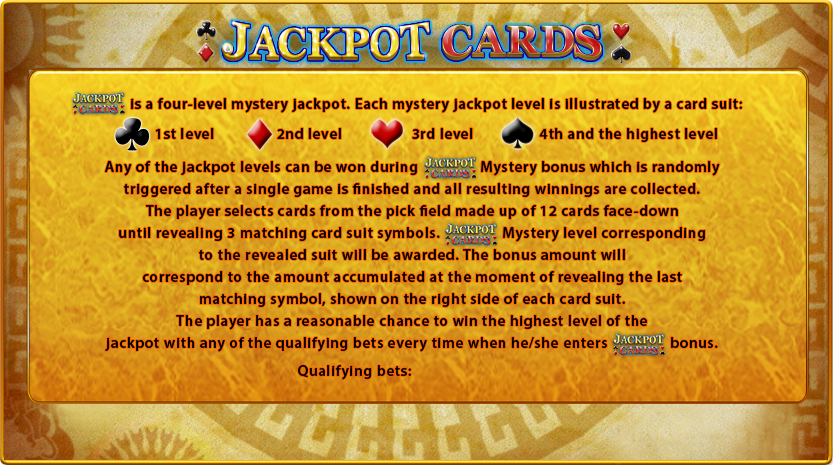 JACKPOT CARDS
JACKPOT CARDS is a four-level mystery jackpot. Each mystery jackpot level is illustrated by a card suit:
1st level 2nd level 3rd level 4th and the highest level
Any of the jackpot levels can be won during JACKPOT CARDS Mystery bonus which is randomly
triggered after a single game is finished and all resulting winnings are collected.
The player selects cards from the pick field made up of 12 cards face-down
until revealing 3 matching card suit symbols. JACKPOT CARDS Mystery level corresponding
to the revealed suit will be awarded. The bonus amount will
correspond to the amount accumulated at the moment of revealing the last
matching symbol, shown on the right side of each card suit.
The player has a reasonable chance to win the highest level of the
jackpot with any of the qualifying bets every time when he/she enters JACKPOT CARDS bonus.
Qualifying bets: